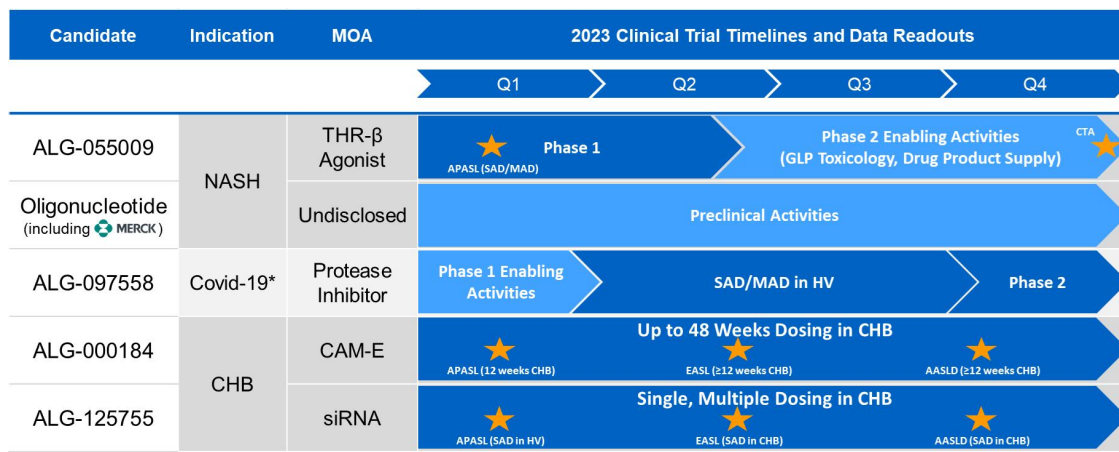 Candidate Indication MOA 2023 Clinical Trial Timelines and Data Readouts
Q1 Q2 Q3 Q4
ALG-055009
NASH
THR-β
Agonist
Phase 1
APASL (SAD/MAD)
Phase 2 Enabling Activities
(GLP Toxicology, Drug Product Supply)
CTA
Oligonucleotide
(including MERCK)
Undisclosed
Preclinical Activities
ALG-097558
Covid-19*
Protease
Inhibitor
Phase 1 Enabling
Activities
SAD/MAD in HV
Phase 2
ALG-000184
CHB
CAM-E
Up to 48 Weeks Dosing in CHB
APASL (12 weeks CHB) EASL (≥12 weeks CHB) AASLD (≥12 weeks CHB)
ALG-125755
siRNA
Single, Multiple Dosing in CHB
APASL (SAD in HV) EASL (SAD in CHB) AASLD (SAD in CHB)